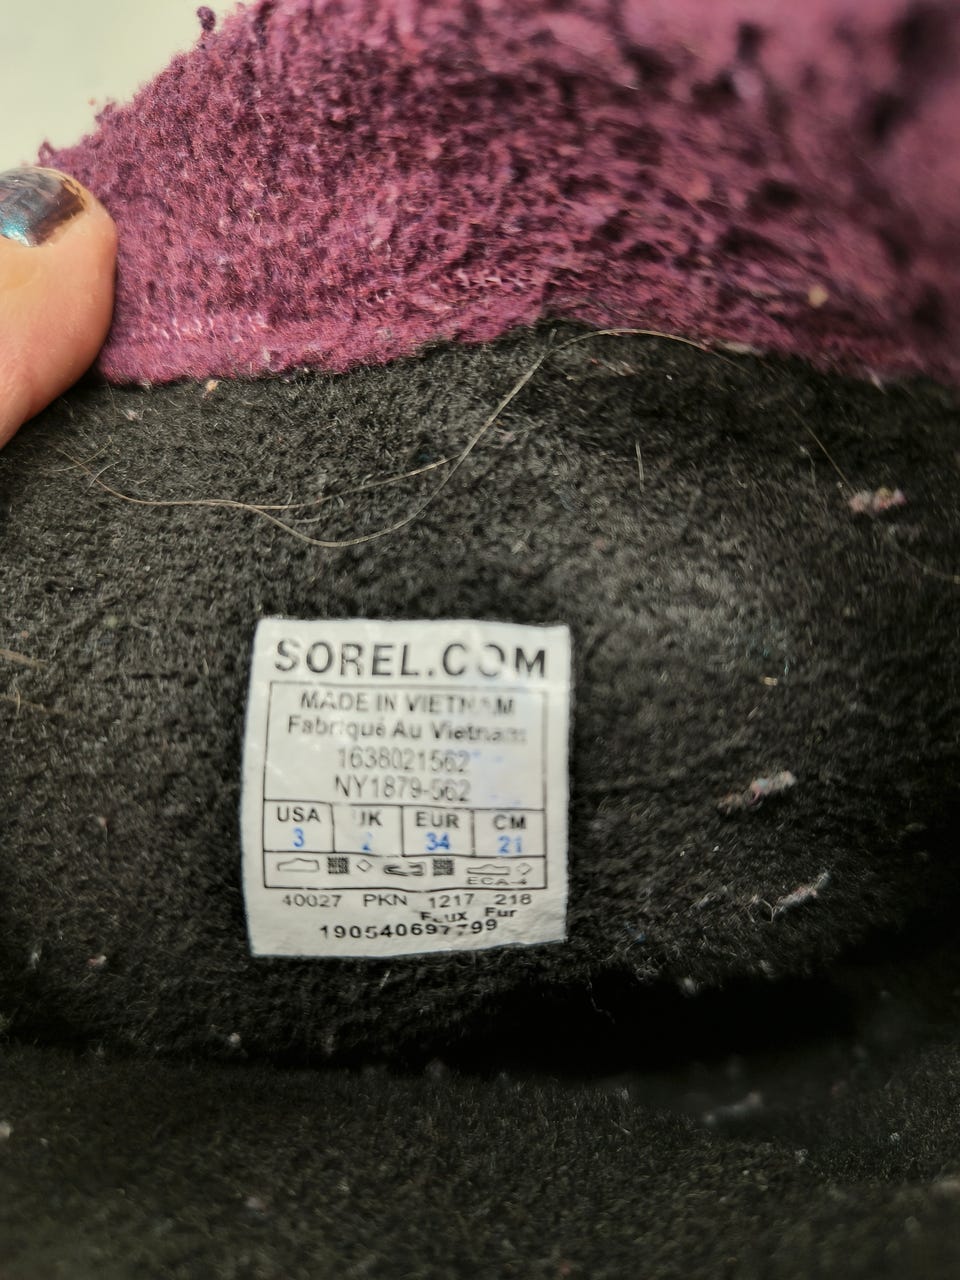 SOREL.COM
MADE IN VIETNAM
Fabriqué Au Vietnam
1638021562
NY1879-562
USA UK EUR CM
3 2 34 21
ECA-4
40027 PKN 1217 218
Faux Fur
190540697799